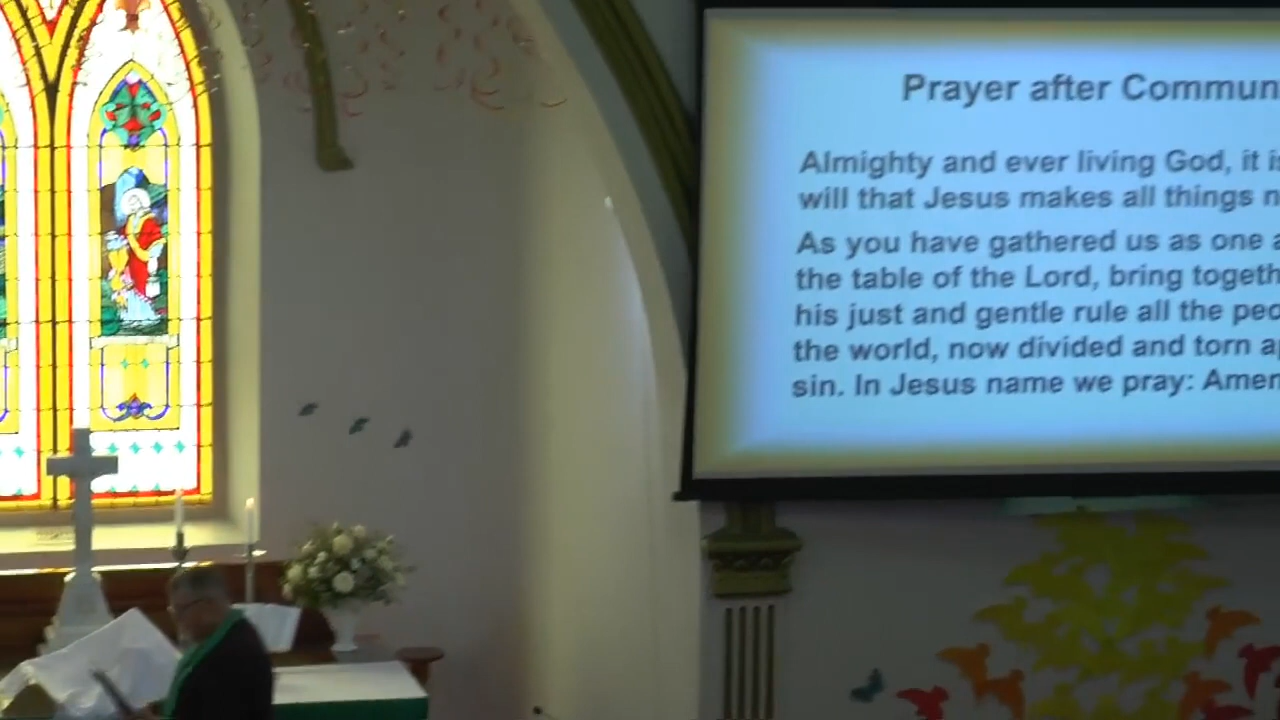 Prayer after Commun
Almighty and ever living God, it is
will that Jesus makes all things n
As you have gathered us as one a
the table of the Lord, bring togeth
his just and gentle rule all the peo
the world, now divided and torn ap
sin. In Jesus name we pray: Amen